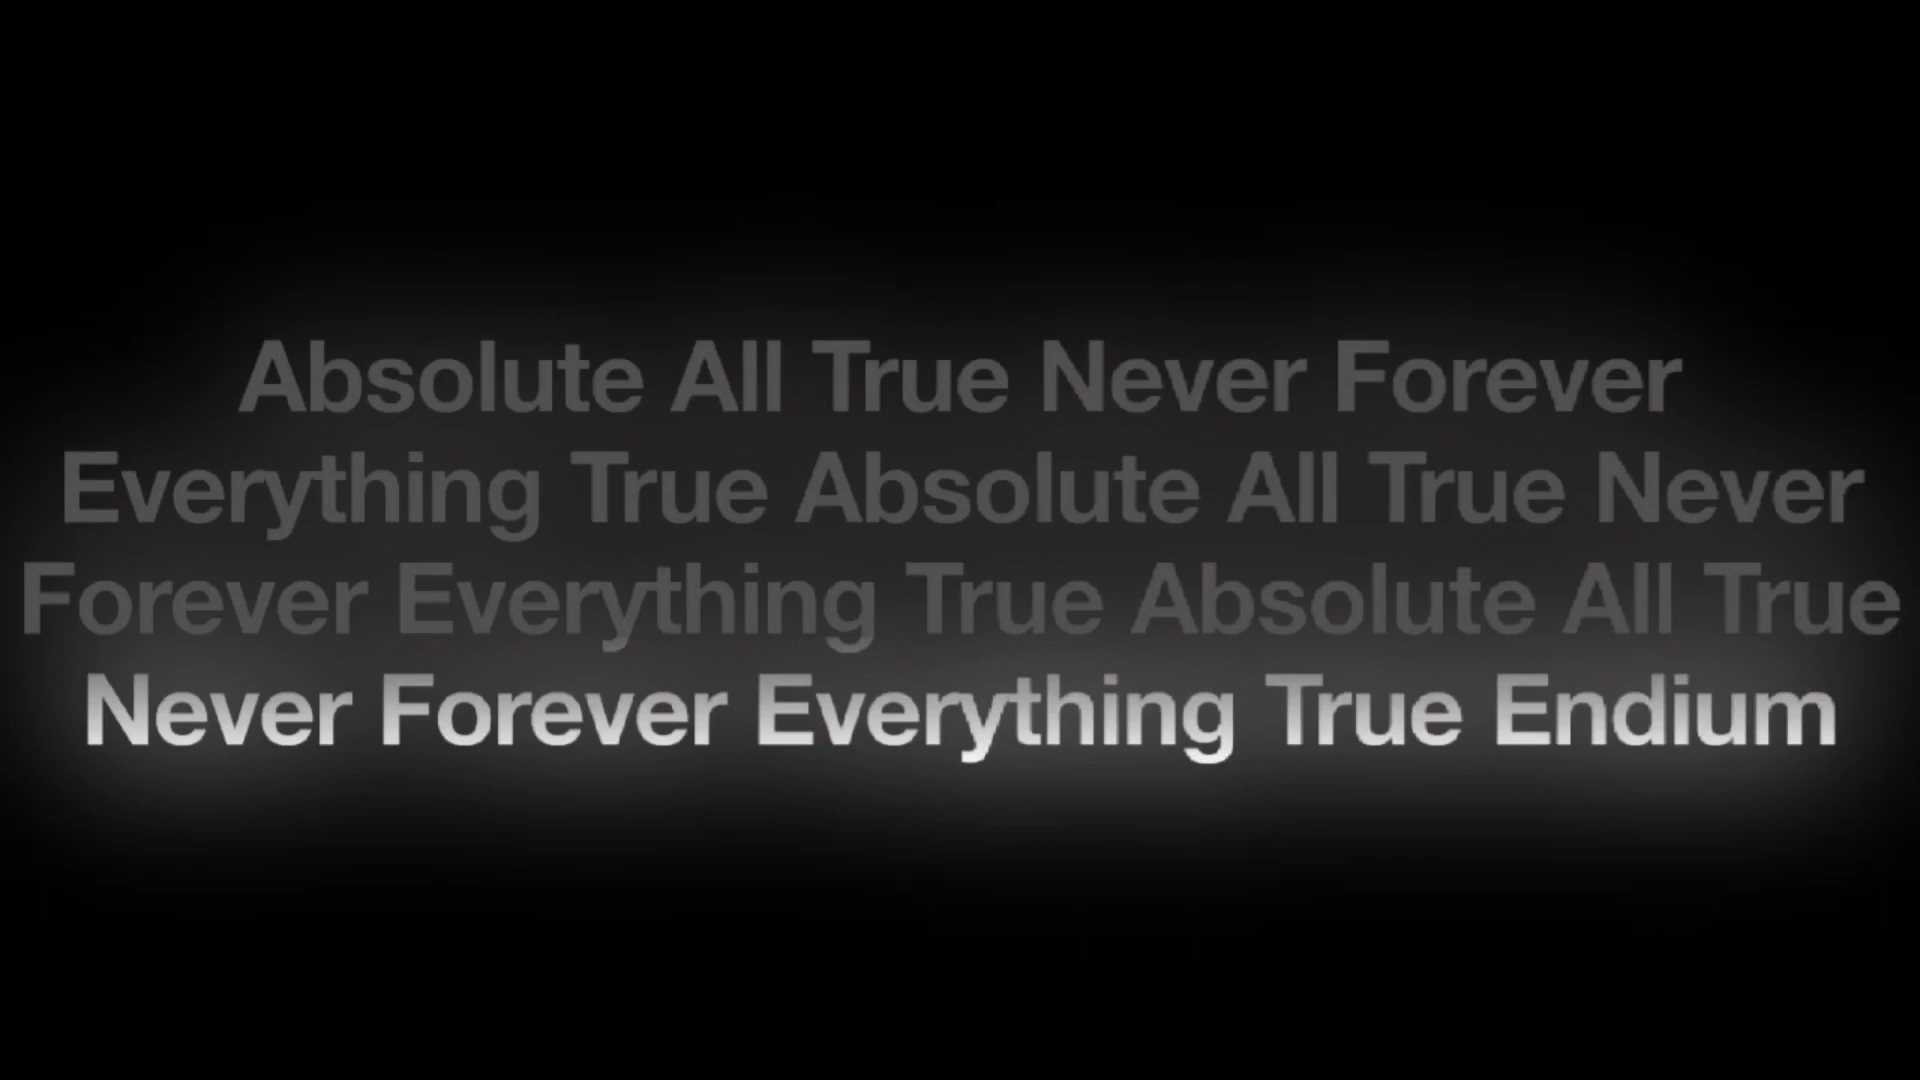 Absolute All True Never Forever
Everything True Absolute All True Never
Forever Everything True Absolute All True
Never Forever Everything True Endium